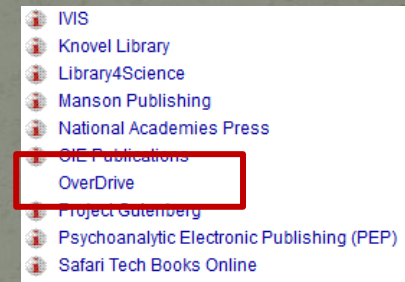 IVIS
Knovel Library
Library4Science
Manson Publishing
National Academies Press
OIE Publications
OverDrive
Project Gutenberg
Psychoanalytic Electronic Publishing (PEP)
Safari Tech Books Online